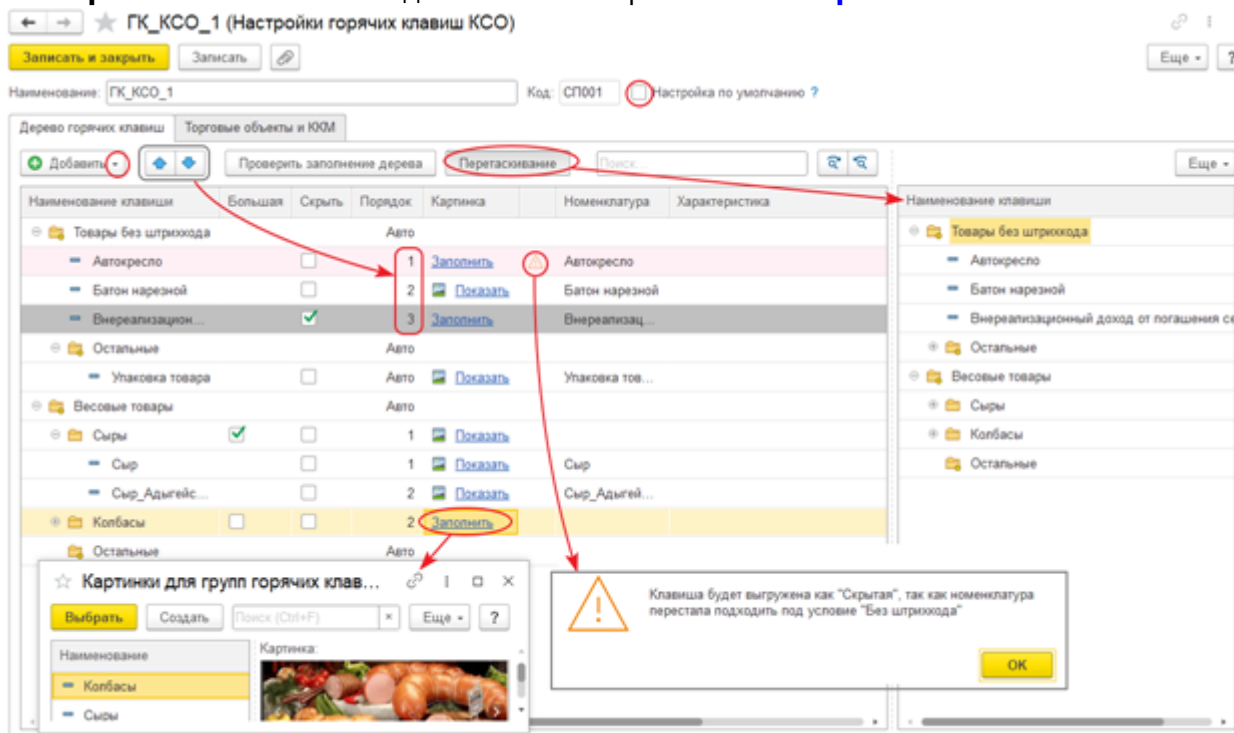 ГК_КСО_1 (Настройки горячих клавиш КСО)
Записать и закрыть Записать Еще ?
Наименование: ГК_КСО_1 Код: СП001 Настройка по умолчанию ?
Дерево горячих клавиш Торговые объекты и ККМ
Добавить Проверить заполнение дерева Перетаскивание Поиск... Еще
Наименование клавиши Большая Скрыть Порядок Картинка Номенклатура Характеристика Наименование клавиши
Товары без штрихкода Авто Товары без штрихкода
Автокресло 1 Заполнить Автокресло Автокресло
Батон нарезной 2 Показать Батон нарезной Батон нарезной
Внереализацион... 3 Заполнить Внереализац... Внереализационный доход от погашения се
Остальные Авто Остальные
Упаковка товара Авто Показать Упаковка тов... Весовые товары
Весовые товары Авто Сыры
Сыры 1 Показать Колбасы
Сыр 1 Показать Сыр Остальные
Сыр_Адыгейс... 2 Показать Сыр_Адыгей...
Колбасы 2 Заполнить
Остальные Авто
Картинки для групп горячих клав...
Выбрать Создать Поиск (Ctrl+F) × Еще ?
Наименование Картинка:
Колбасы
Сыры
Клавиша будет выгружена как "Скрытая", так как номенклатура
перестала подходить под условие "Без штрихкода"
ОК